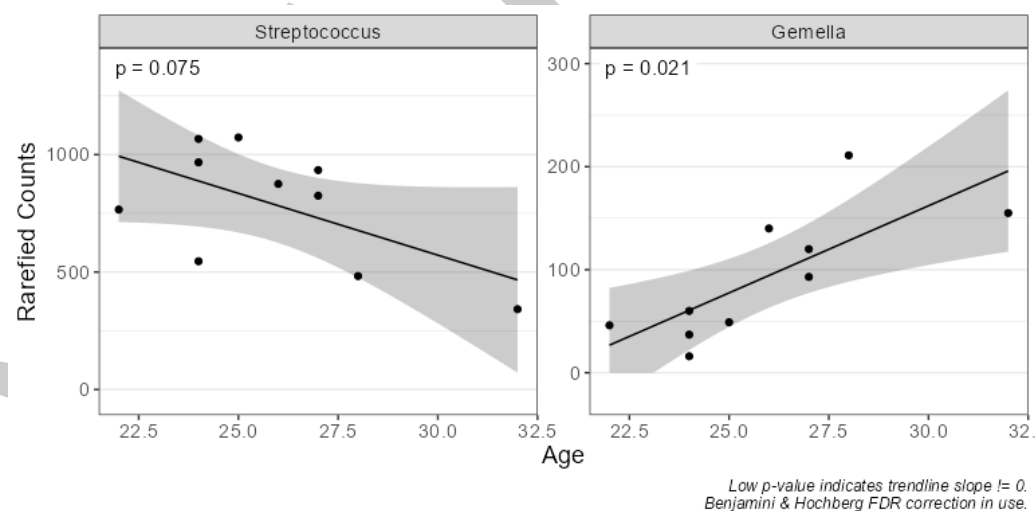 Streptococcus
Gemella
p = 0.075
p = 0.021
Rarefied Counts
1000
500
0
300
200
100
0
22.5 25.0 27.5 30.0 32.5
22.5 25.0 27.5 30.0 32.
Age
Low p-value indicates trendline slope != 0.
Benjamini & Hochberg FDR correction in use.